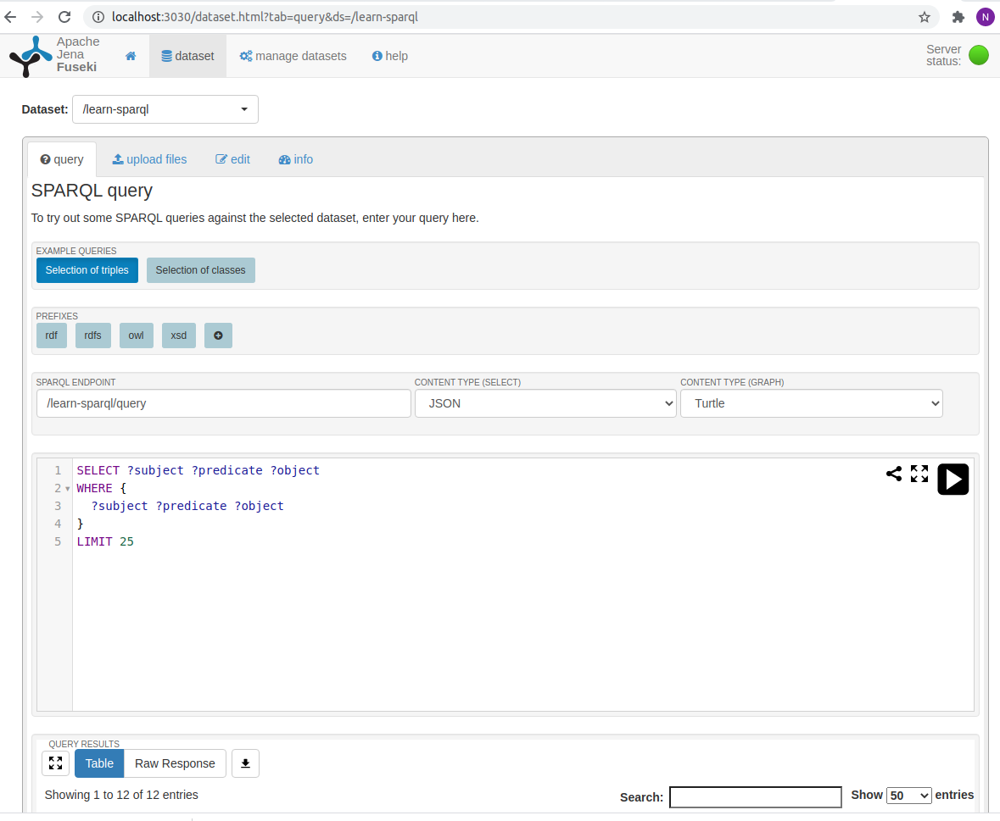 localhost:3030/dataset.html?tab=query&ds=/learn-sparql
N
Apache
Jena
Fuseki
dataset
manage datasets
help
Server
status:
Dataset:
/learn-sparql
query
upload files
edit
info
SPARQL query
To try out some SPARQL queries against the selected dataset, enter your query here.
EXAMPLE QUERIES
Selection of triples
Selection of classes
PREFIXES
rdf
rdfs
owl
xsd
SPARQL ENDPOINT
CONTENT TYPE (SELECT)
CONTENT TYPE (GRAPH)
/learn-sparql/query
JSON
Turtle
1 SELECT ?subject ?predicate ?object
2 WHERE {
3 ?subject ?predicate ?object
4 }
5 LIMIT 25
QUERY RESULTS
Table
Raw Response
Showing 1 to 12 of 12 entries
Search:
Show 50 entries